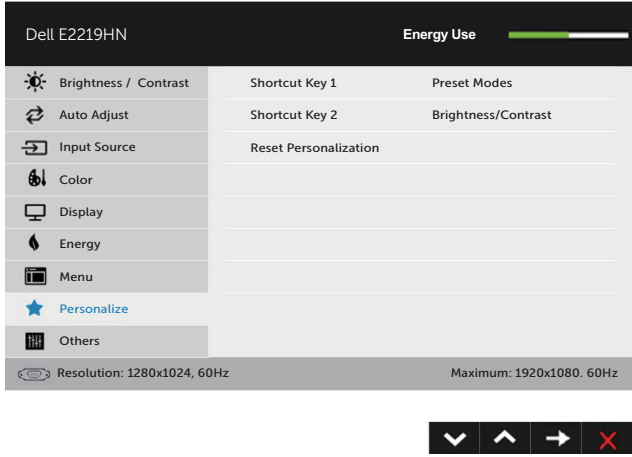 Dell E2219HN Energy Use
Brightness / Contrast Shortcut Key 1 Preset Modes
Auto Adjust Shortcut Key 2 Brightness/Contrast
Input Source Reset Personalization
Color
Display
Energy
Menu
Personalize
Others
Resolution: 1280x1024, 60Hz Maximum: 1920x1080. 60Hz